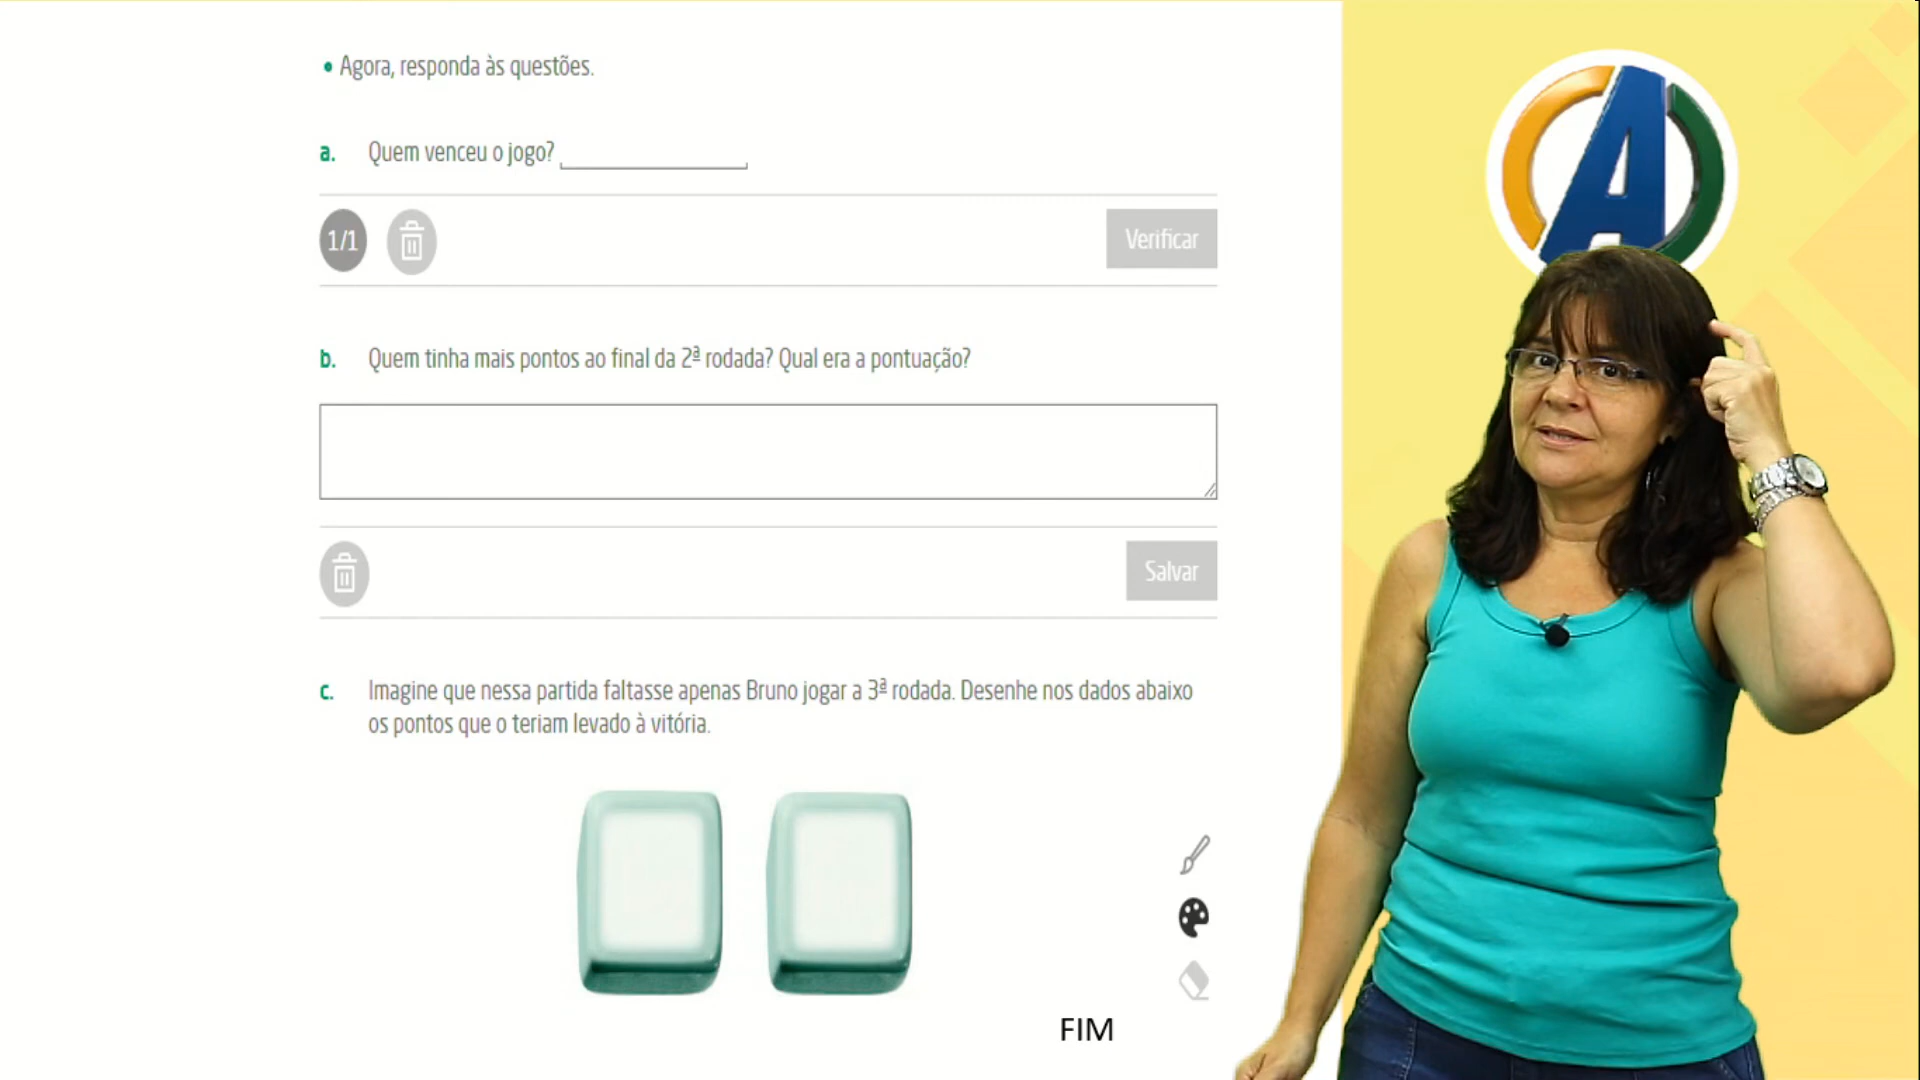 • Agora, responda às questões.
a. Quem venceu o jogo?
1/1
Verificar
b. Quem tinha mais pontos ao final da 2ª rodada? Qual era a pontuação?
Salvar
c. Imagine que nessa partida faltasse apenas Bruno jogar a 3ª rodada. Desenhe nos dados abaixo
os pontos que o teriam levado à vitória.
FIM
A